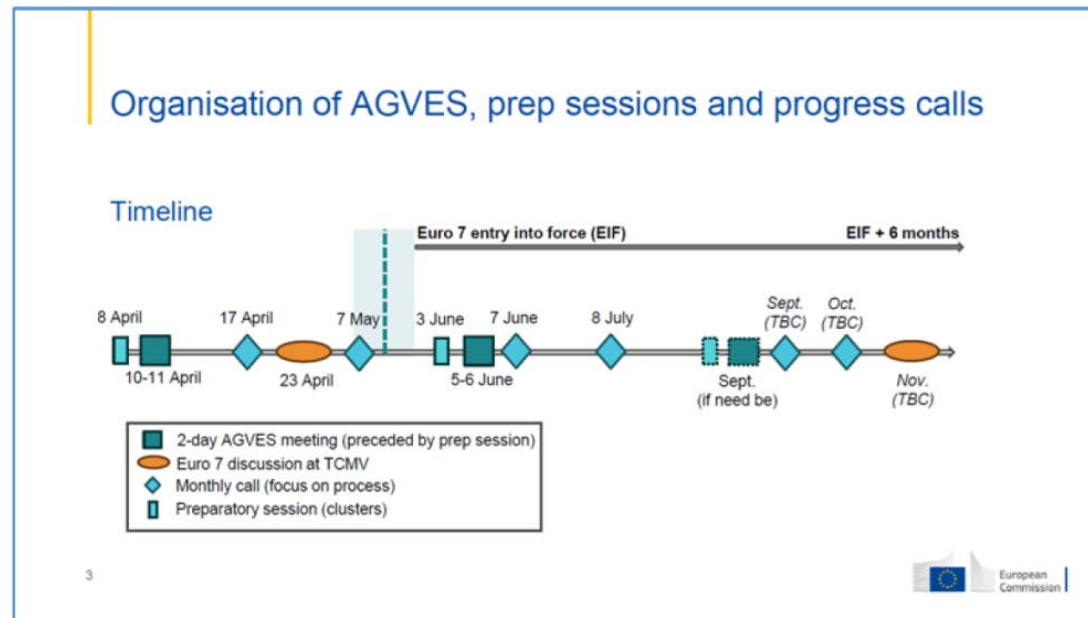 Organisation of AGVES, prep sessions and progress calls
Timeline
Euro 7 entry into force (EIF)
EIF + 6 months
8 April
17 April
7 May
3 June
7 June
8 July
Sept.
(TBC)
Oct.
(TBC)
10-11 April
23 April
5-6 June
Sept.
(if need be)
Nov.
(TBC)
2-day AGVES meeting (preceded by prep session)
Euro 7 discussion at TCMV
Monthly call (focus on process)
Preparatory session (clusters)
3
European
Commission